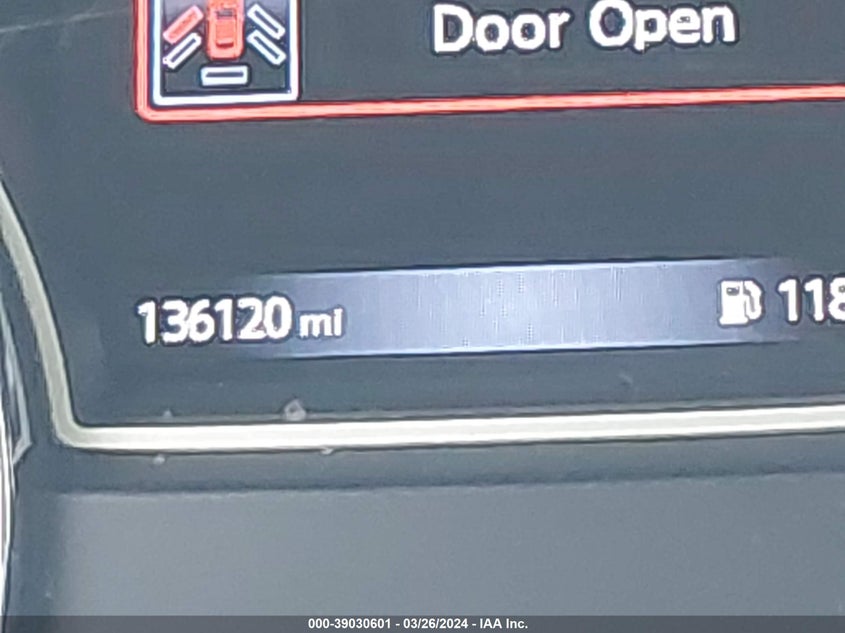 Door Open
136120 mi 118
000-39030601 - 03/26/2024 - IAA Inc.